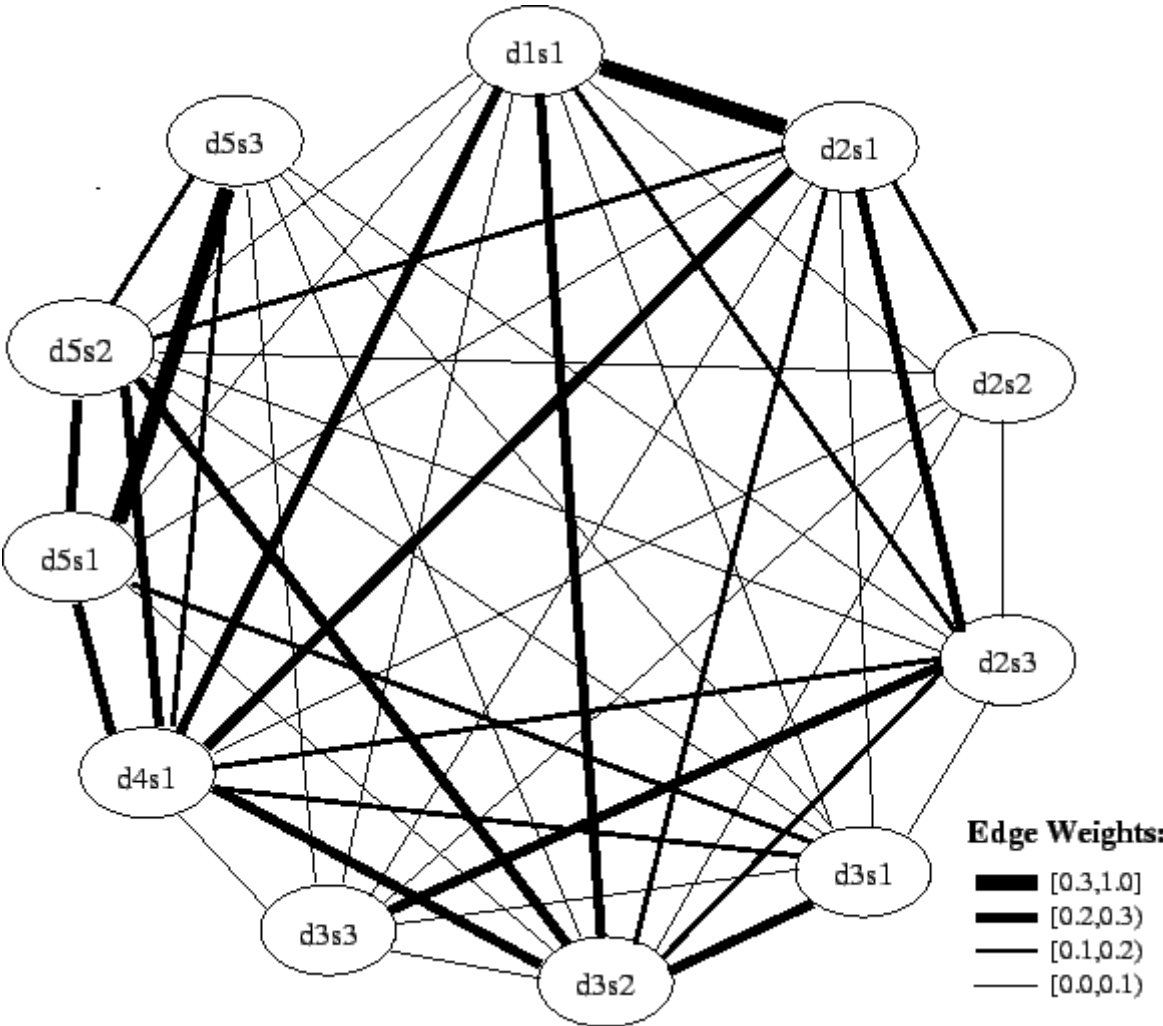 d1s1
d5s3
d2s1
d5s2
d2s2
d5s1
d2s3
d4s1
d3s1
d3s3
d3s2
Edge Weights:
[0.3,1.0]
[0.2,0.3)
[0.1,0.2)
[0.0,0.1)